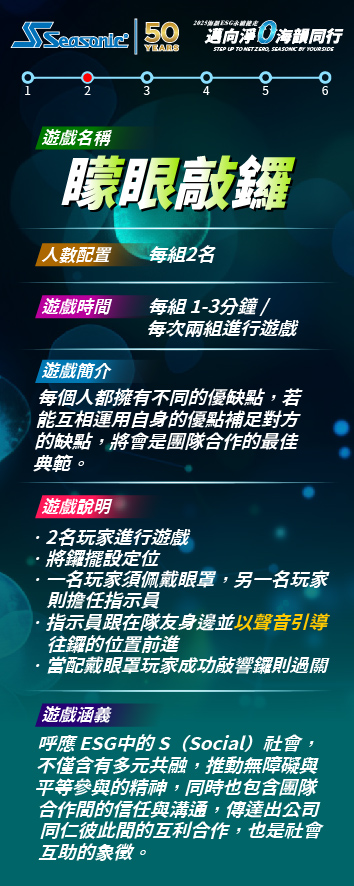 Seasonic
50
YEARS
2025海韻ESG永續健走
邁向淨0 海韻同行
STEP UP TO NET ZERO, SEASONIC BY YOUR SIDE
1 2 3 4 5 6
遊戲名稱
矇眼敲鑼
人數配置 每組2名
遊戲時間 每組 1-3分鐘 /
每次兩組進行遊戲
遊戲簡介
每個人都擁有不同的優缺點，若
能互相運用自身的優點補足對方
的缺點，將會是團隊合作的最佳
典範。
遊戲說明
· 2名玩家進行遊戲
· 將鑼擺設定位
· 一名玩家須佩戴眼罩，另一名玩家
則擔任指示員
· 指示員跟在隊友身邊並以聲音引導
往鑼的位置前進
· 當配戴眼罩玩家成功敲響鑼則過關
遊戲涵義
呼應 ESG中的 S（Social）社會，
不僅含有多元共融，推動無障礙與
平等參與的精神，同時也包含團隊
合作間的信任與溝通，傳達出公司
同仁彼此間的互利合作，也是社會
互助的象徵。